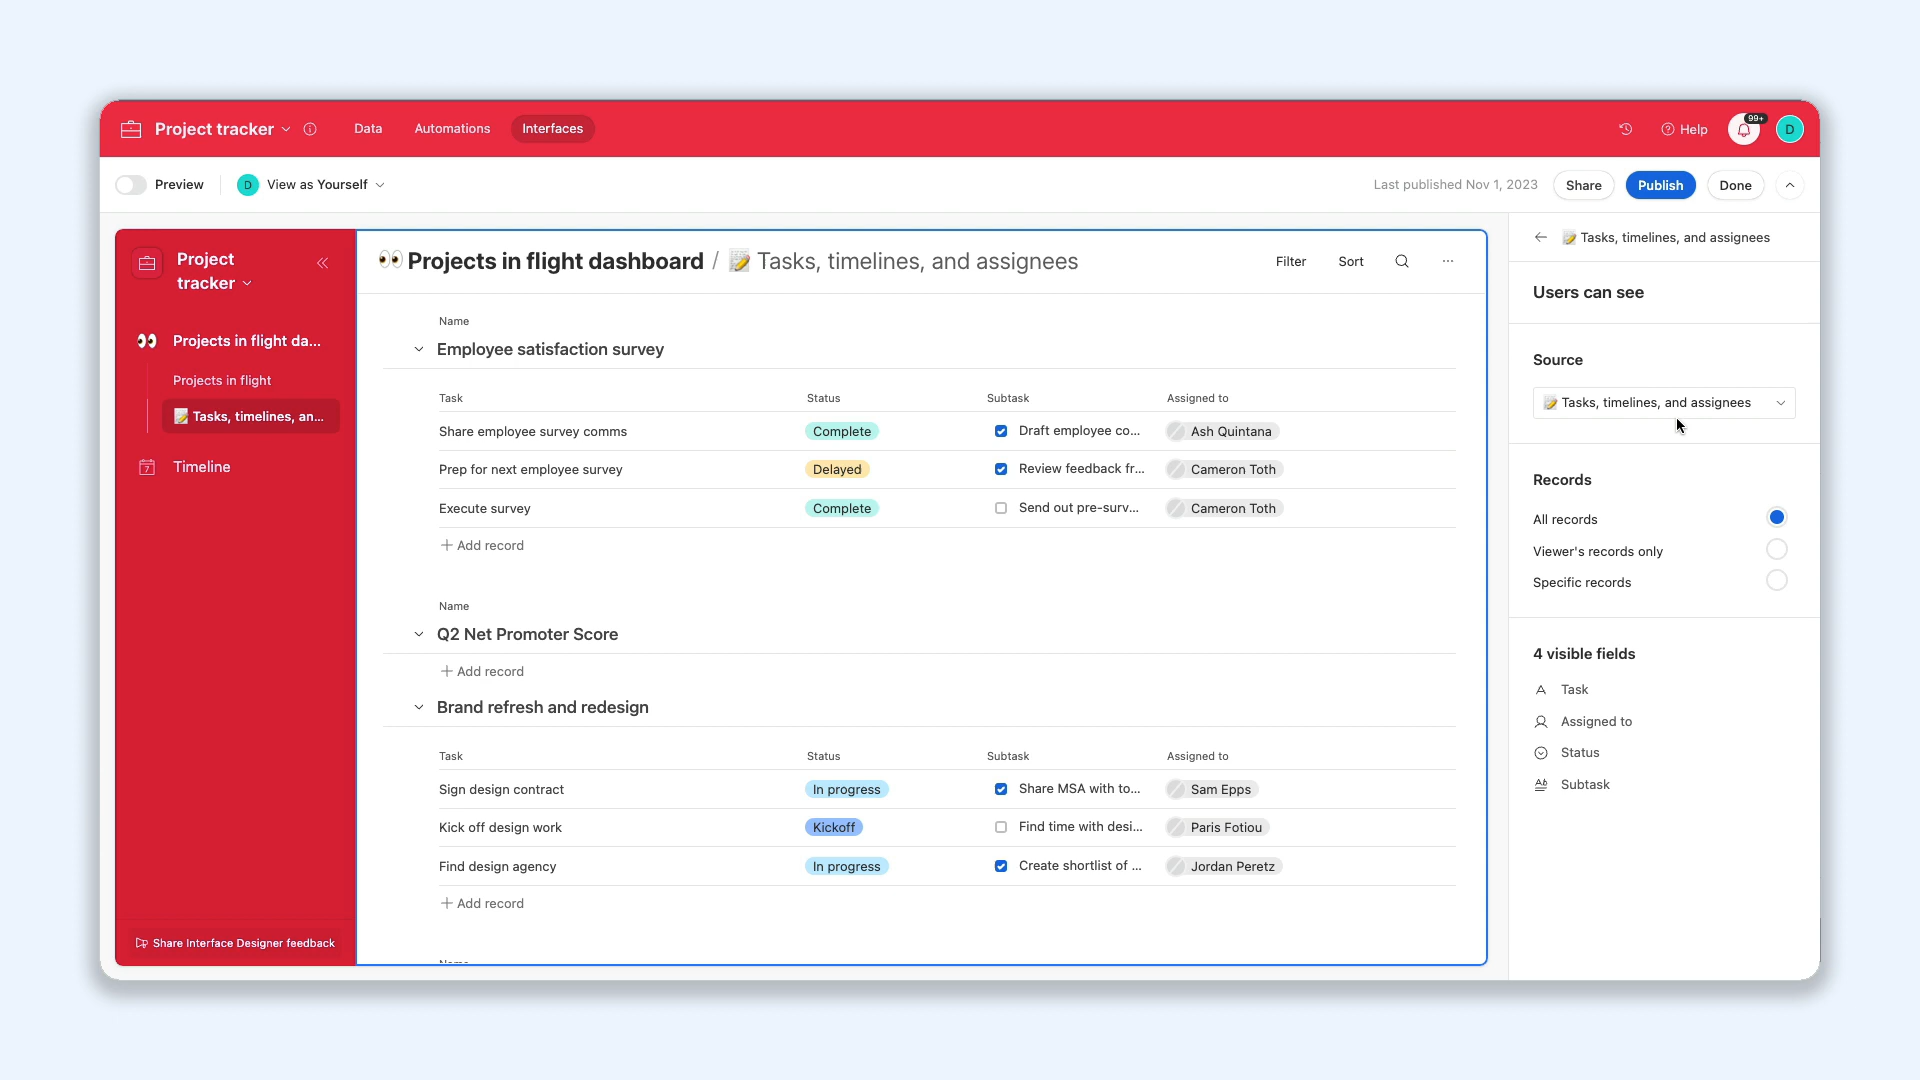 Project tracker
Data
Automations
Interfaces
Help
99+
D
Preview
D
View as Yourself
Last published Nov 1, 2023
Share
Publish
Done
Project
tracker
Projects in flight da...
Projects in flight
Tasks, timelines, an...
7
Timeline
Share Interface Designer feedback
Projects in flight dashboard / Tasks, timelines, and assignees
Filter
Sort
Name
Employee satisfaction survey
Task Status Subtask Assigned to
Share employee survey comms Complete Draft employee co... Ash Quintana
Prep for next employee survey Delayed Review feedback fr... Cameron Toth
Execute survey Complete Send out pre-surv... Cameron Toth
+ Add record
Name
Q2 Net Promoter Score
+ Add record
Brand refresh and redesign
Task Status Subtask Assigned to
Sign design contract In progress Share MSA with to... Sam Epps
Kick off design work Kickoff Find time with desi... Paris Fotiou
Find design agency In progress Create shortlist of ... Jordan Peretz
+ Add record
Name
Tasks, timelines, and assignees
Users can see
Source
Tasks, timelines, and assignees
Records
All records
Viewer's records only
Specific records
4 visible fields
Task
Assigned to
Status
Subtask